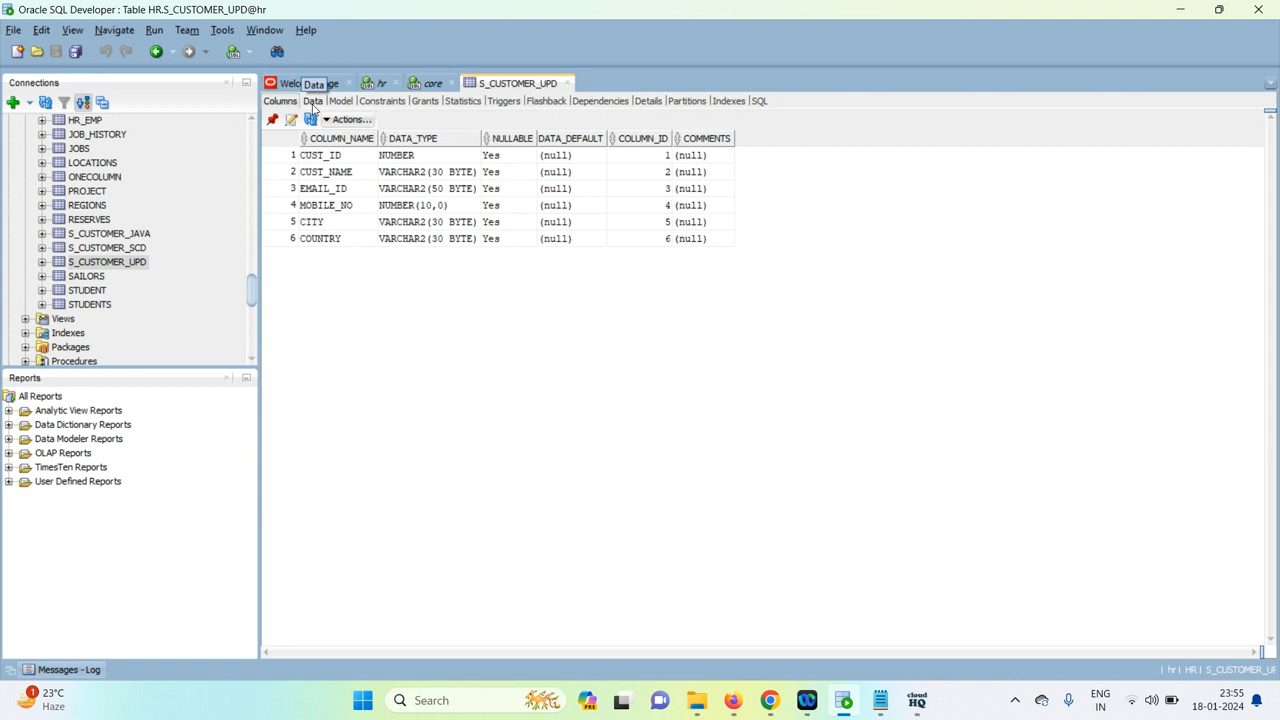 Oracle SQL Developer : Table HR.S_CUSTOMER_UPD@hr
File Edit View Navigate Run Team Tools Window Help
Connections
HR_EMP
JOB_HISTORY
JOBS
LOCATIONS
ONECOLUMN
PROJECT
REGIONS
RESERVES
S_CUSTOMER_JAVA
S_CUSTOMER_SCD
S_CUSTOMER_UPD
SAILORS
STUDENT
STUDENTS
Views
Indexes
Packages
Procedures
Reports
All Reports
Analytic View Reports
Data Dictionary Reports
Data Modeler Reports
OLAP Reports
TimesTen Reports
User Defined Reports
Data
hr core S_CUSTOMER_UPD
Columns Data Model Constraints Grants Statistics Triggers Flashback Dependencies Details Partitions Indexes SQL
Actions...
COLUMN_NAME DATA_TYPE NULLABLE DATA_DEFAULT COLUMN_ID COMMENTS
1 CUST_ID NUMBER Yes (null) 1 (null)
2 CUST_NAME VARCHAR2(30 BYTE) Yes (null) 2 (null)
3 EMAIL_ID VARCHAR2(50 BYTE) Yes (null) 3 (null)
4 MOBILE_NO NUMBER(10,0) Yes (null) 4 (null)
5 CITY VARCHAR2(30 BYTE) Yes (null) 5 (null)
6 COUNTRY VARCHAR2(30 BYTE) Yes (null) 6 (null)
Messages - Log
hr HR
1
23°C
Haze
Search
PRE
cloud
HQ
ENG
IN
23:55
18-01-2024